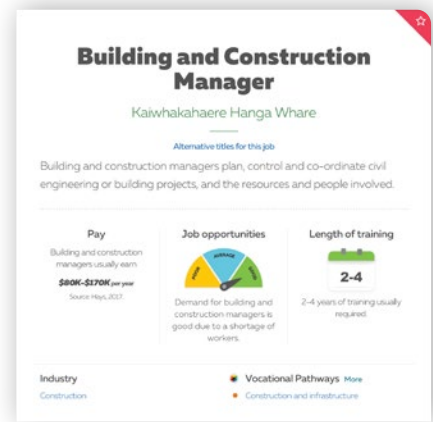 Building and Construction
Manager
Kaiwhakahaere Hanga Whare
Alternative titles for this job
Building and construction managers plan, control and co-ordinate civil
engineering or building projects, and the resources and people involved.
Pay
Building and construction
managers usually earn
$80K-$170K per year
Source: Hays, 2017.
Job opportunities
POOR
AVERAGE
GOOD
Demand for building and
construction managers is
good due to a shortage of
workers.
Length of training
2-4
2-4 years of training usually
required.
Industry
Construction
Vocational Pathways More
Construction and infrastructure